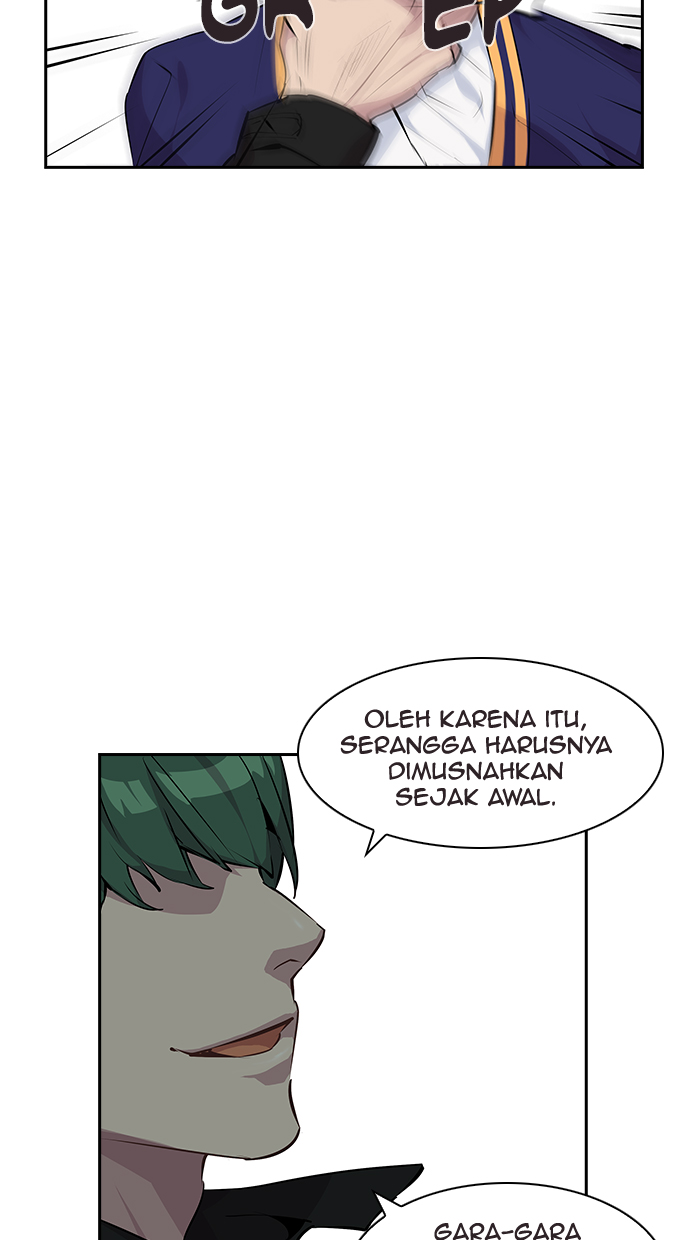 OLEH KARENA ITU,
SERANGGA HARUSNYA
DIMUSNAHKAN
SEJAK AWAL.
GARA-GARA